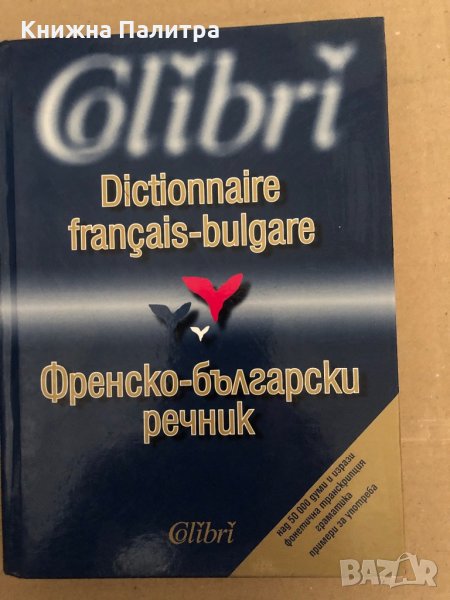 Книжна Палитра
Colibri
Dictionnaire
français-bulgare
Френско-български
речник
над 50 000 думи и изрази
фонетична транскрипция
граматика
примери за употреба
Colibri
BAZAR